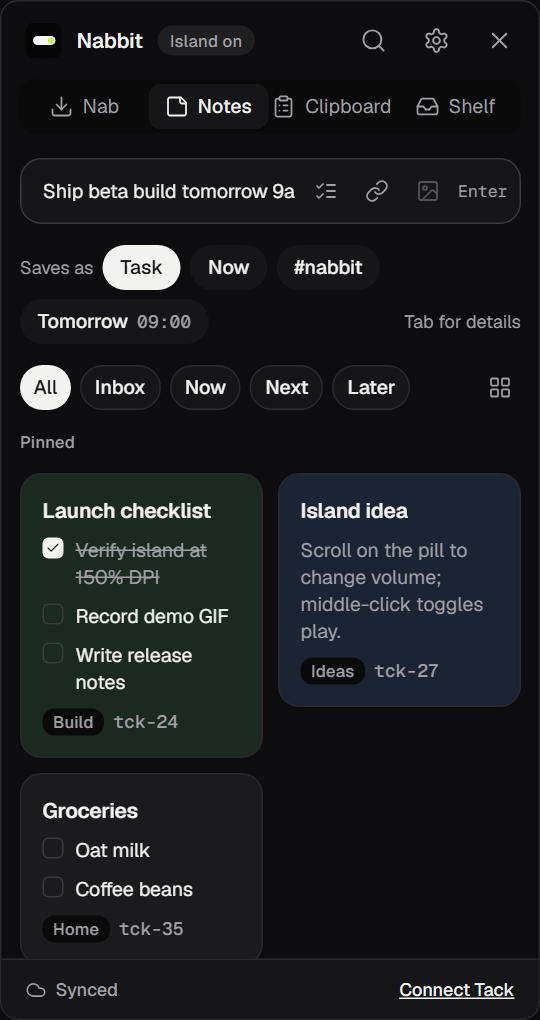 Nabbit
Island on
Nab
Notes
Clipboard
Shelf
Ship beta build tomorrow 9a
Enter
Saves as
Task
Now
#nabbit
Tomorrow 09:00
Tab for details
All
Inbox
Now
Next
Later
Pinned
Launch checklist
Verify island at
150% DPI
Record demo GIF
Write release
notes
Build tck-24
Island idea
Scroll on the pill to
change volume;
middle-click toggles
play.
Ideas tck-27
Groceries
Oat milk
Coffee beans
Home tck-35
Synced
Connect Tack